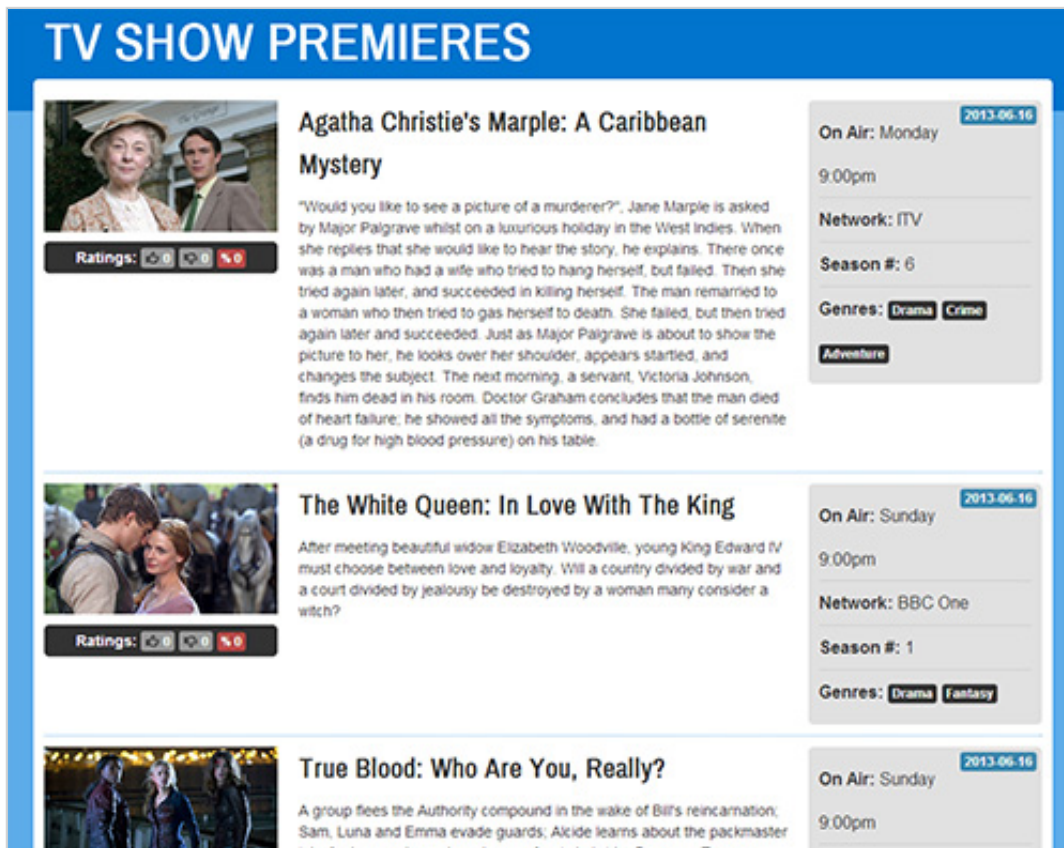 TV SHOW PREMIERES
Agatha Christie's Marple: A Caribbean
Mystery
"Would you like to see a picture of a murderer?", Jane Marple is asked
by Major Palgrave whilst on a luxurious holiday in the West Indies. When
she replies that she would like to hear the story, he explains. There once
was a man who had a wife who tried to hang herself, but failed. Then she
tried again later, and succeeded in killing herself. The man remarried to
a woman who then tried to gas herself to death. She failed, but then tried
again later and succeeded. Just as Major Palgrave is about to show the
picture to her, he looks over her shoulder, appears startled, and
changes the subject. The next morning, a servant, Victoria Johnson,
finds him dead in his room. Doctor Graham concludes that the man died
of heart failure; he showed all the symptoms, and had a bottle of serenite
(a drug for high blood pressure) on his table.
Ratings: 0 0 % 0
2013-06-16
On Air: Monday
9:00pm
Network: ITV
Season #: 6
Genres: Drama Crime
Adventure
The White Queen: In Love With The King
After meeting beautiful widow Elizabeth Woodville, young King Edward IV
must choose between love and loyalty. Will a country divided by war and
a court divided by jealousy be destroyed by a woman many consider a
witch?
Ratings: 0 0 % 0
2013-06-16
On Air: Sunday
9:00pm
Network: BBC One
Season #: 1
Genres: Drama Fantasy
True Blood: Who Are You, Really?
A group flees the Authority compound in the wake of Bill's reincarnation;
Sam, Luna and Emma evade guards; Alcide learns about the packmaster
2013-06-16
On Air: Sunday
9:00pm